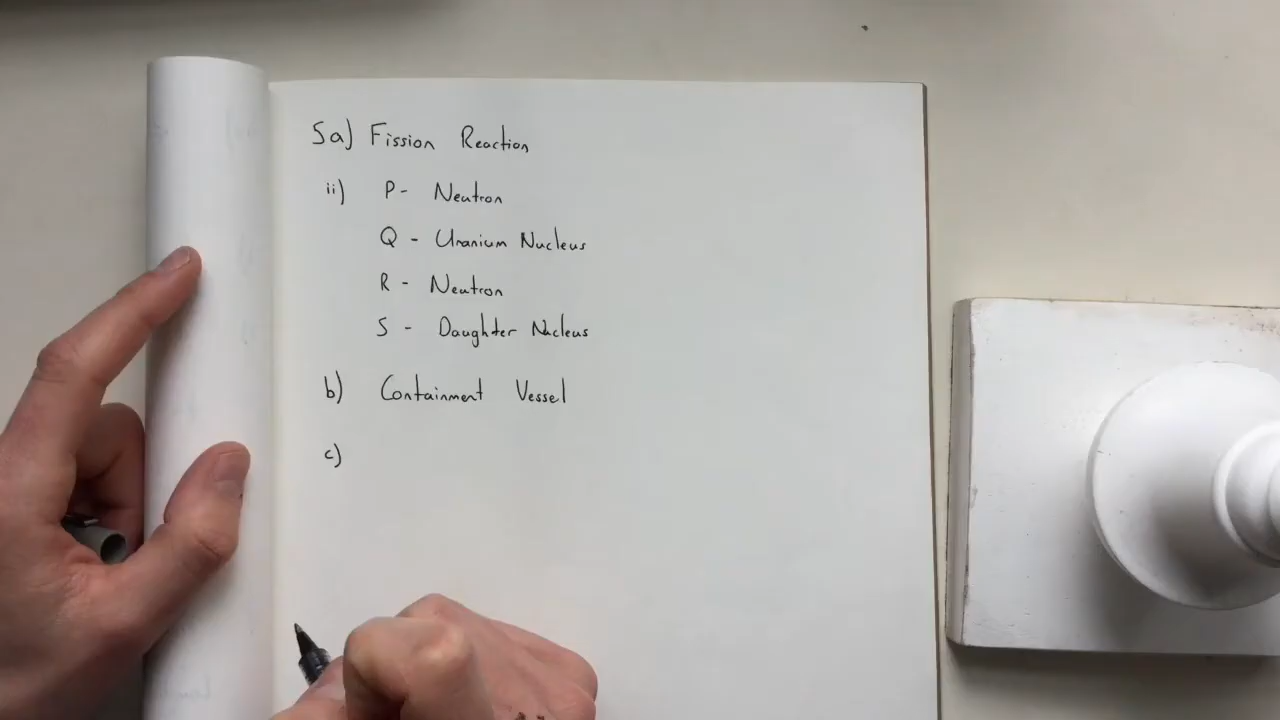 5a) Fission Reaction
ii) P- Neutron
Q - Uranium Nucleus
R - Neutron
S - Daughter Nucleus
b) Containment Vessel
c)